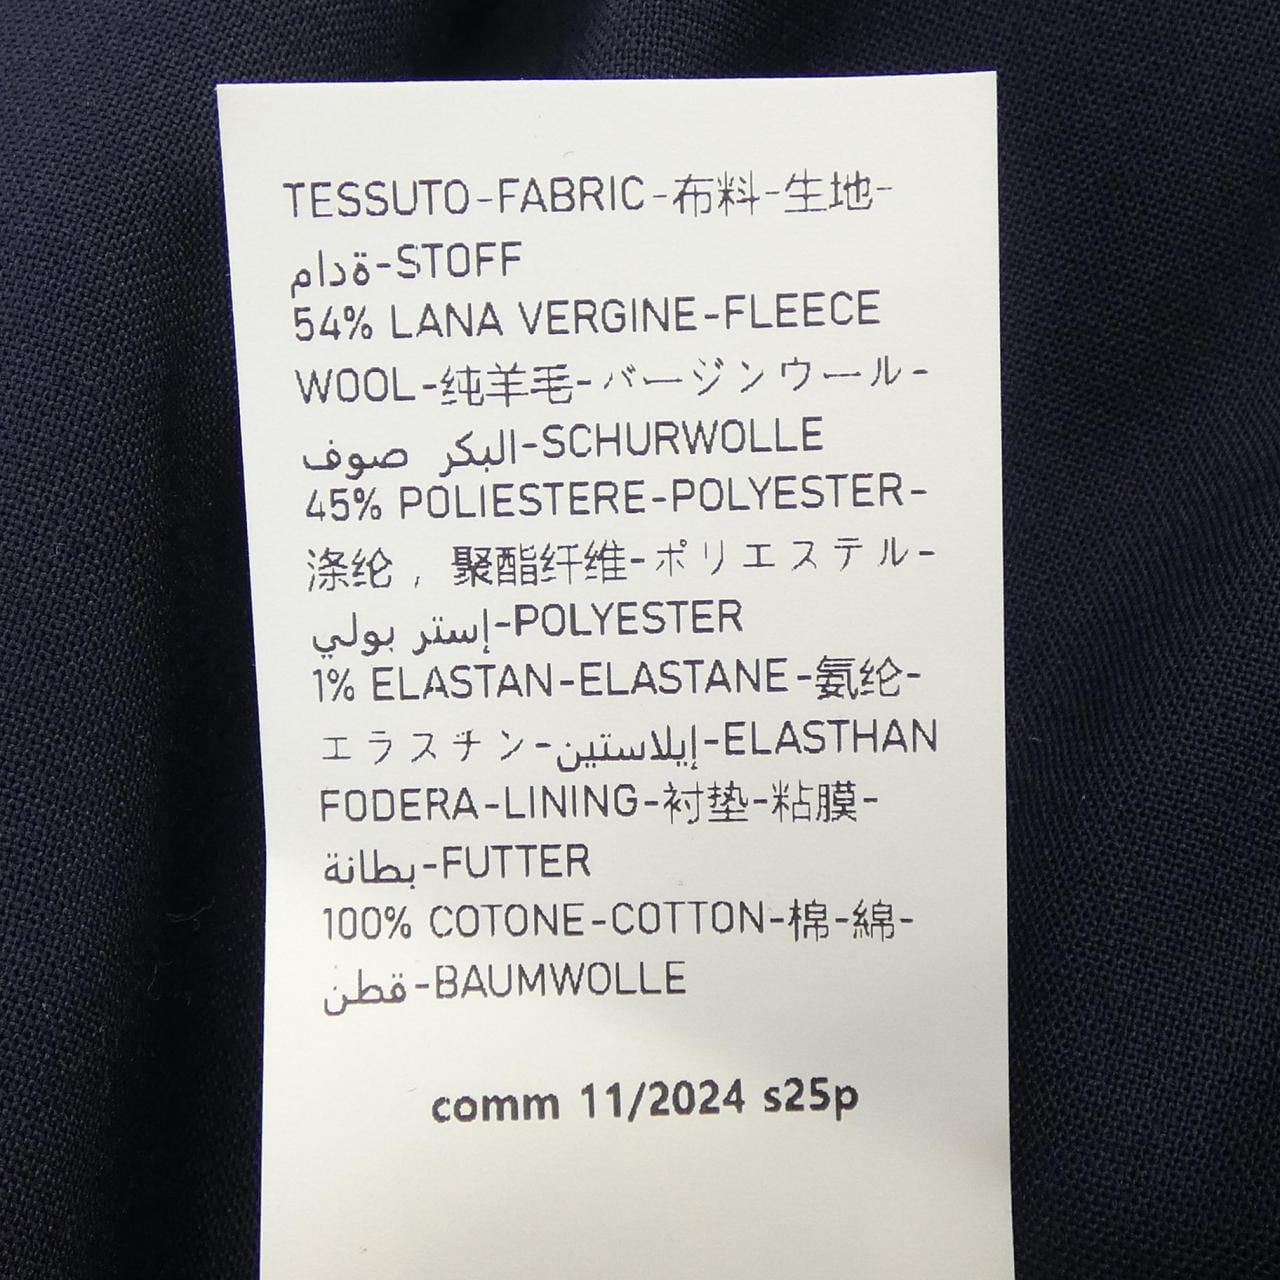 TESSUTO-FABRIC-布料-生地-
مادة-STOFF
54% LANA VERGINE-FLEECE
WOOL-纯羊毛-バージンウール-
صوف البكر-SCHURWOLLE
45% POLIESTERE-POLYESTER-
涤纶，聚酯纤维-ポリエステル-
بولي إستر-POLYESTER
1% ELASTAN-ELASTANE-氨纶-
エラスチン-إيلاستين-ELASTHAN
FODERA-LINING-衬垫-粘膜-
بطانة-FUTTER
100% COTONE-COTTON-棉-綿-
قطن-BAUMWOLLE
comm 11/2024 s25p